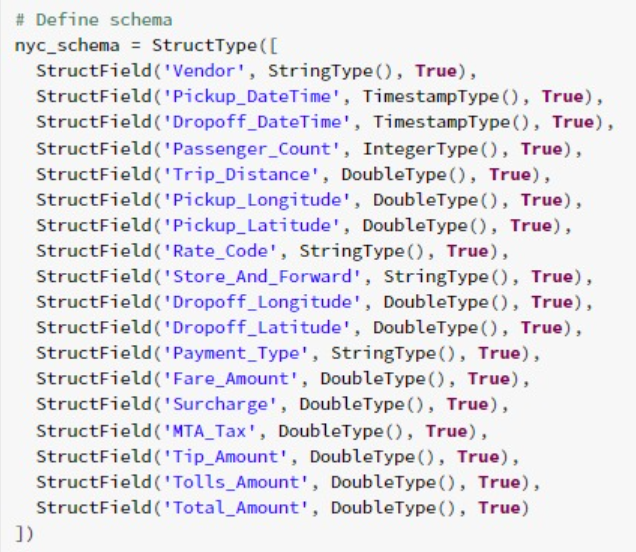 # Define schema
nyc_schema = StructType([
  StructField('Vendor', StringType(), True),
  StructField('Pickup_DateTime', TimestampType(), True),
  StructField('Dropoff_DateTime', TimestampType(), True),
  StructField('Passenger_Count', IntegerType(), True),
  StructField('Trip_Distance', DoubleType(), True),
  StructField('Pickup_Longitude', DoubleType(), True),
  StructField('Pickup_Latitude', DoubleType(), True),
  StructField('Rate_Code', StringType(), True),
  StructField('Store_And_Forward', StringType(), True),
  StructField('Dropoff_Longitude', DoubleType(), True),
  StructField('Dropoff_Latitude', DoubleType(), True),
  StructField('Payment_Type', StringType(), True),
  StructField('Fare_Amount', DoubleType(), True),
  StructField('Surcharge', DoubleType(), True),
  StructField('MTA_Tax', DoubleType(), True),
  StructField('Tip_Amount', DoubleType(), True),
  StructField('Tolls_Amount', DoubleType(), True),
  StructField('Total_Amount', DoubleType(), True)
])